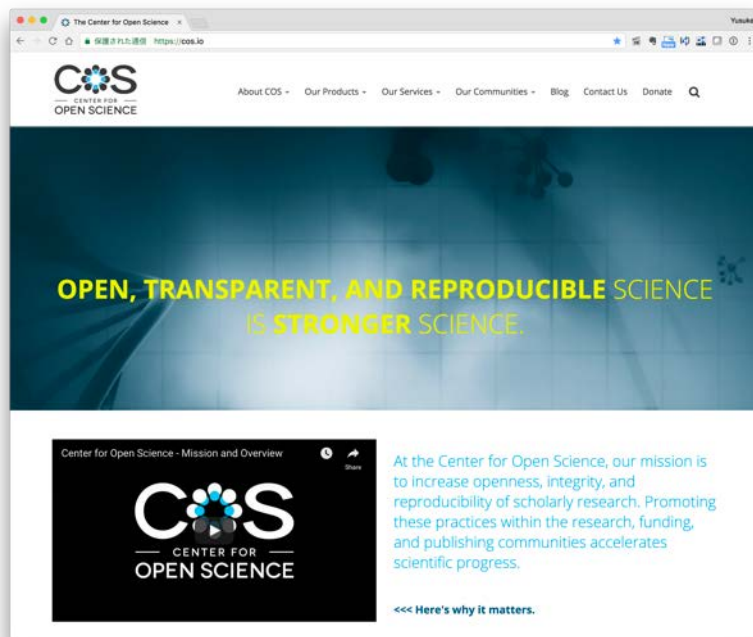 The Center for Open Science
Yusuke
保護された通信 https://cos.io
COS
CENTER FOR
OPEN SCIENCE
About COS Our Products Our Services Our Communities Blog Contact Us Donate
OPEN, TRANSPARENT, AND REPRODUCIBLE SCIENCE
IS STRONGER SCIENCE.
Center for Open Science - Mission and Overview
Share
COS
CENTER FOR
OPEN SCIENCE
At the Center for Open Science, our mission is
to increase openness, integrity, and
reproducibility of scholarly research. Promoting
these practices within the research, funding,
and publishing communities accelerates
scientific progress.
<<< Here's why it matters.